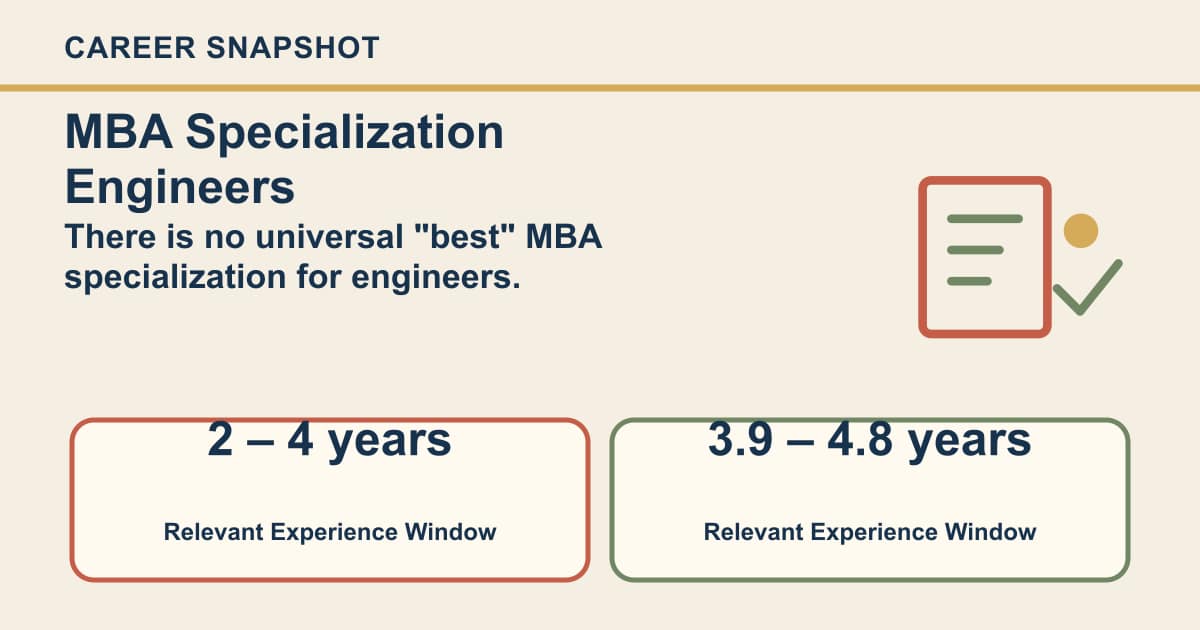 CAREER SNAPSHOT
MBA Specialization
Engineers
There is no universal "best" MBA
specialization for engineers.
2 – 4 years
Relevant Experience Window
3.9 – 4.8 years
Relevant Experience Window